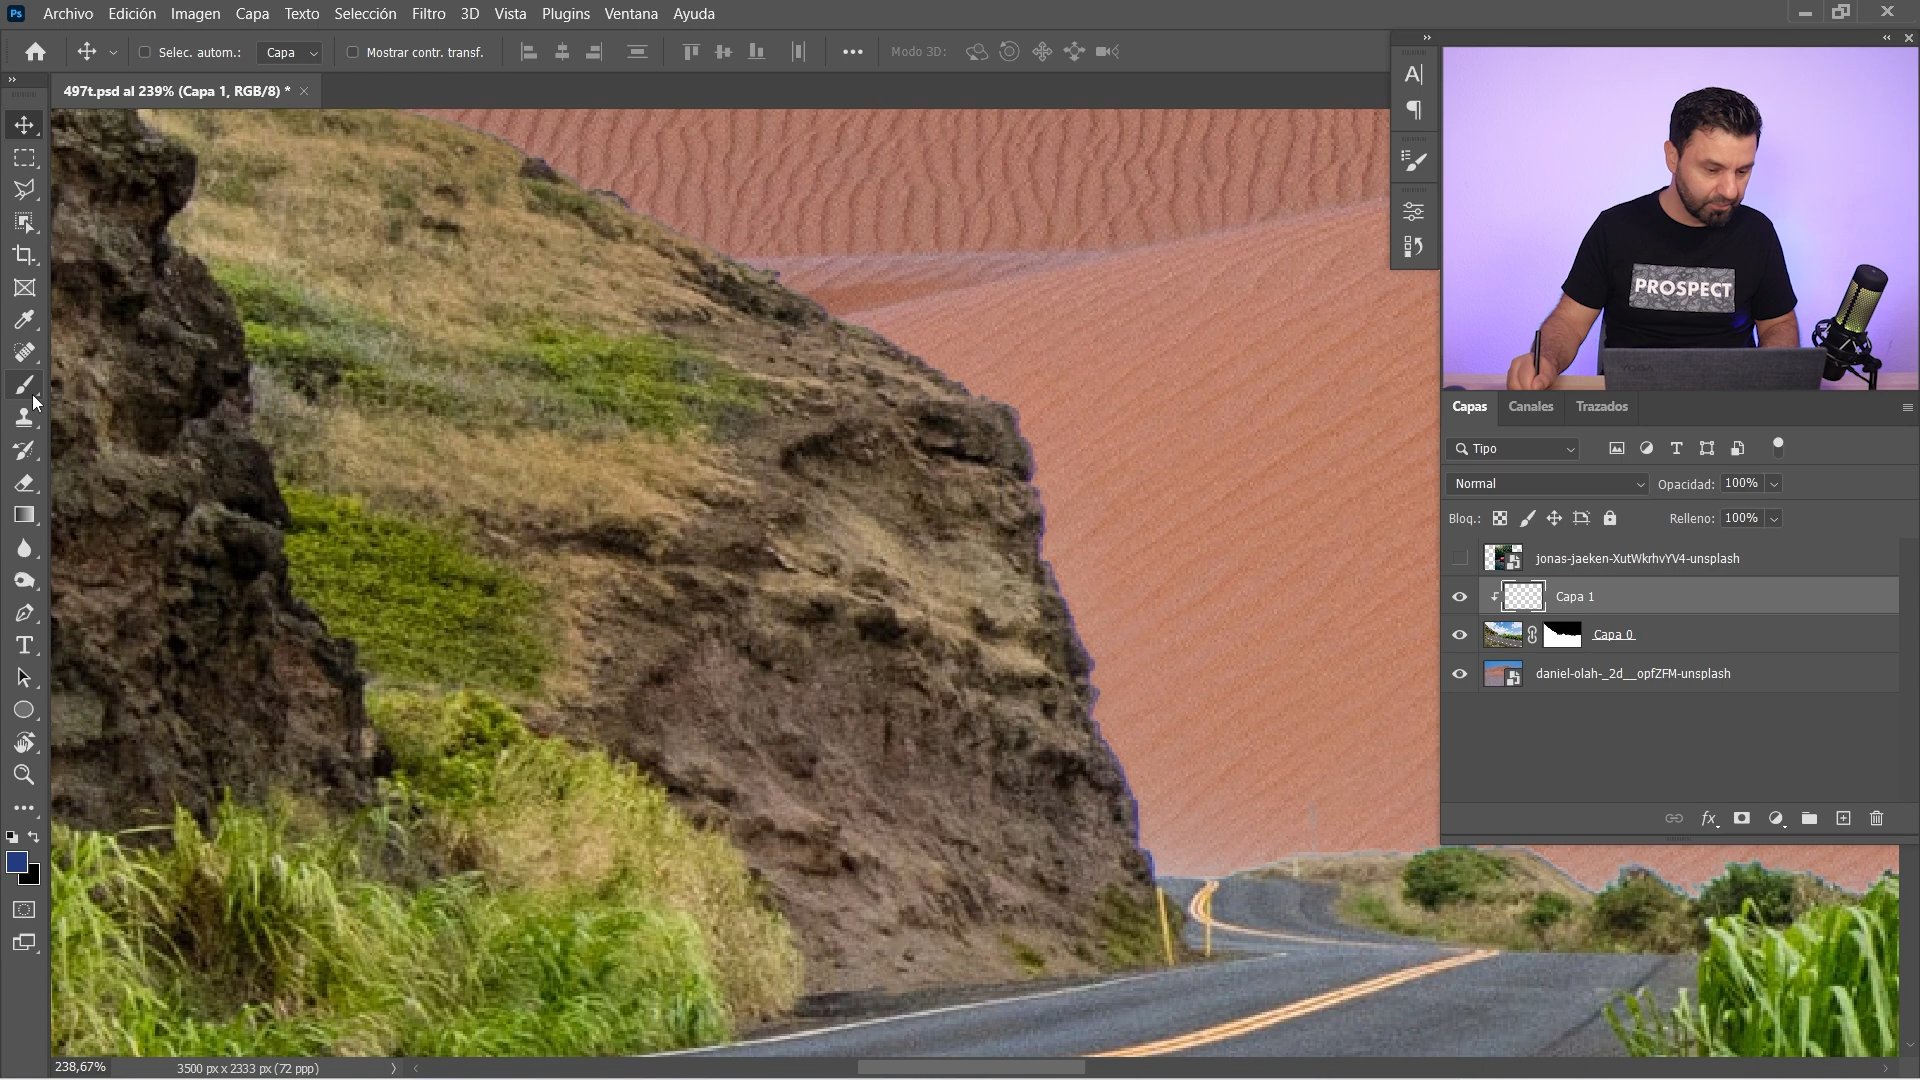 Ps Archivo Edición Imagen Capa Texto Selección Filtro 3D Vista Plugins Ventana Ayuda
Selec. autom.: Capa Mostrar contr. transf. Modo 3D:
497t.psd al 239% (Capa 1, RGB/8) *
PROSPECT
Capas Canales Trazados
Tipo
Normal Opacidad: 100%
Bloq.: Relleno: 100%
jonas-jaeken-XutWkrhvYV4-unsplash
Capa 1
Capa 0
daniel-olah-_2d__opfZFM-unsplash
fx
238,67% 3500 px x 2333 px (72 ppp)